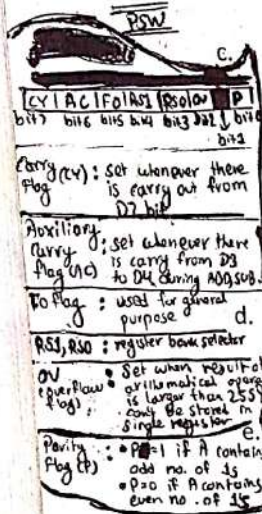 PSW
C.
CY | AC | F0 | RS1 | RS0 | OV | P
bit7 bit6 bit5 bit4 bit3 bit2 ↓ bit0
bit1
Carry (CY) : set whenever there
Flag is carry out from
D7 bit
Auxiliary
Carry : set whenever there
flag (AC) is carry from D3
to D4 during ADD, SUB.
Fo flag : used for general
purpose
d.
RS1, RS0 : register bank selector
OV • Set when result of
(overflow arithmatical opera
flag) : is larger than 255
• can't be stored in
single register
e.
Parity • P=1 if A contain
Flag (P) : odd no. of 1s
• P=0 if A contains
even no. of 1s